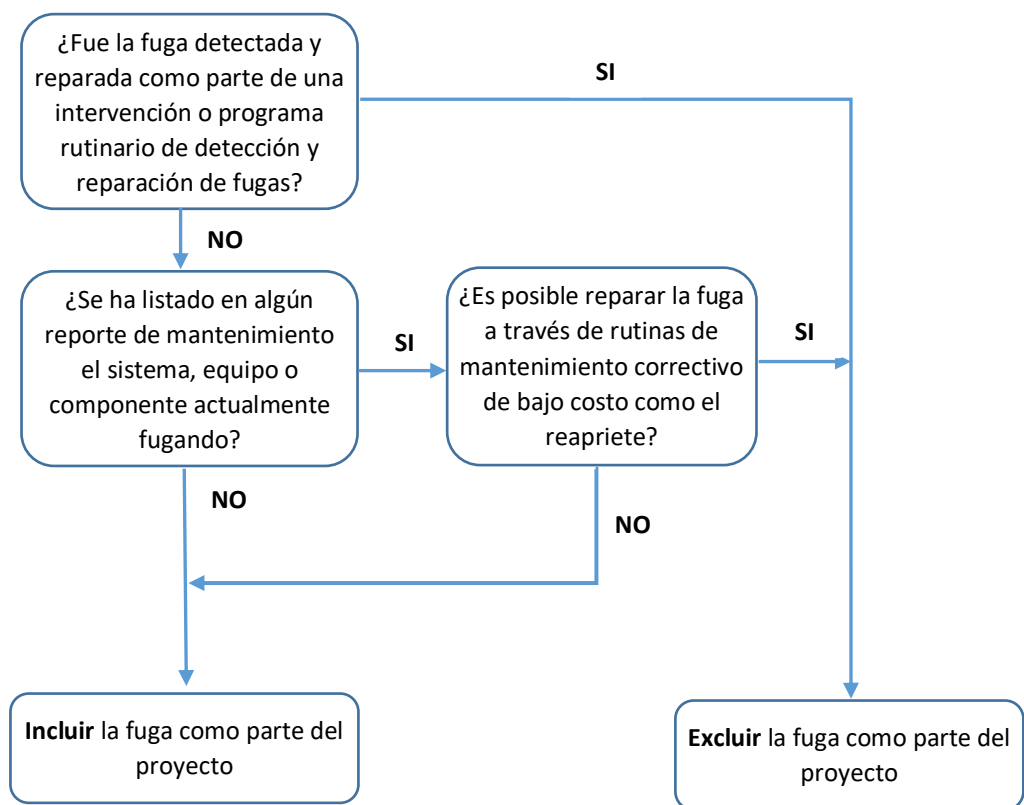 ¿Fue la fuga detectada y
reparada como parte de una
intervención o programa
rutinario de detección y
reparación de fugas?
SI
NO
¿Se ha listado en algún
reporte de mantenimiento
el sistema, equipo o
componente actualmente
fugando?
SI
¿Es posible reparar la fuga
a través de rutinas de
mantenimiento correctivo
de bajo costo como el
reapriete?
SI
NO
NO
Incluir la fuga como parte del
proyecto
Excluir la fuga como parte del
proyecto